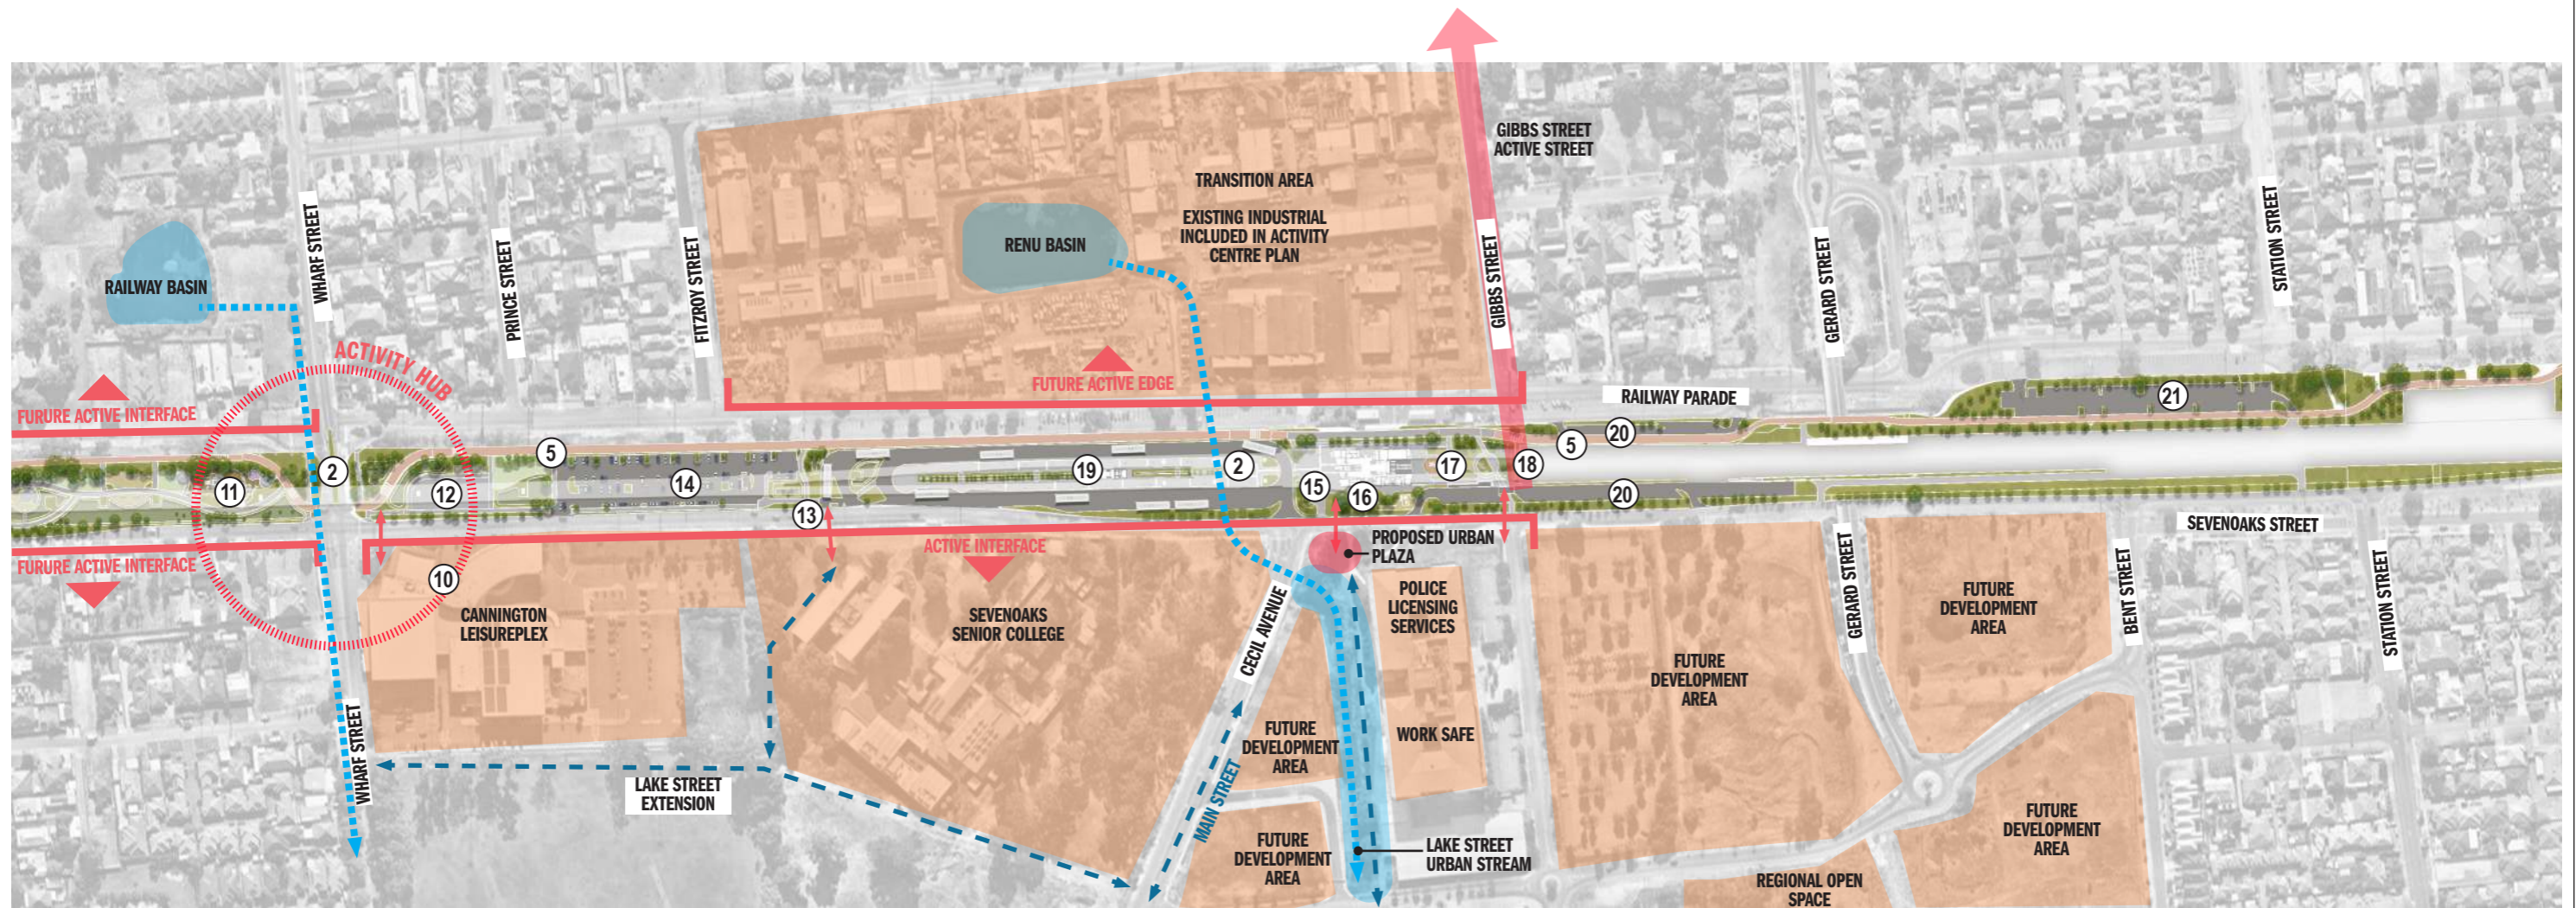 GIBBS STREET
ACTIVE STREET
TRANSITION AREA
EXISTING INDUSTRIAL
INCLUDED IN ACTIVITY
CENTRE PLAN
RENU BASIN
RAILWAY BASIN
WHARF STREET
PRINCE STREET
FITZROY STREET
GIBBS STREET
GERARD STREET
STATION STREET
ACTIVITY HUB
FUTURE ACTIVE EDGE
FURURE ACTIVE INTERFACE
RAILWAY PARADE
21
20
5
5
2
11
12
14
19
2
15
16
17
18
20
13
SEVENOAKS STREET
PROPOSED URBAN
PLAZA
ACTIVE INTERFACE
FURURE ACTIVE INTERFACE
10
CANNINGTON
LEISUREPLEX
SEVENOAKS
SENIOR COLLEGE
CECIL AVENUE
POLICE
LICENSING
SERVICES
FUTURE
DEVELOPMENT
AREA
GERARD STREET
FUTURE
DEVELOPMENT
AREA
BENT STREET
STATION STREET
WHARF STREET
LAKE STREET
EXTENSION
MAIN STREET
FUTURE
DEVELOPMENT
AREA
WORK SAFE
FUTURE
DEVELOPMENT
AREA
LAKE STREET
URBAN STREAM
FUTURE
DEVELOPMENT
AREA
REGIONAL OPEN
SPACE